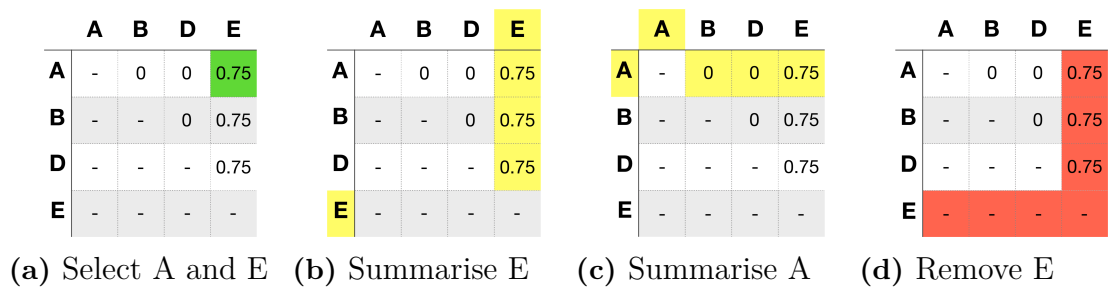 A B D E
A - 0 0 0.75
B - - 0 0.75
D - - - 0.75
E - - - -
(a) Select A and E
A B D E
A - 0 0 0.75
B - - 0 0.75
D - - - 0.75
E - - - -
(b) Summarise E
A B D E
A - 0 0 0.75
B - - 0 0.75
D - - - 0.75
E - - - -
(c) Summarise A
A B D E
A - 0 0 0.75
B - - 0 0.75
D - - - 0.75
E - - - -
(d) Remove E